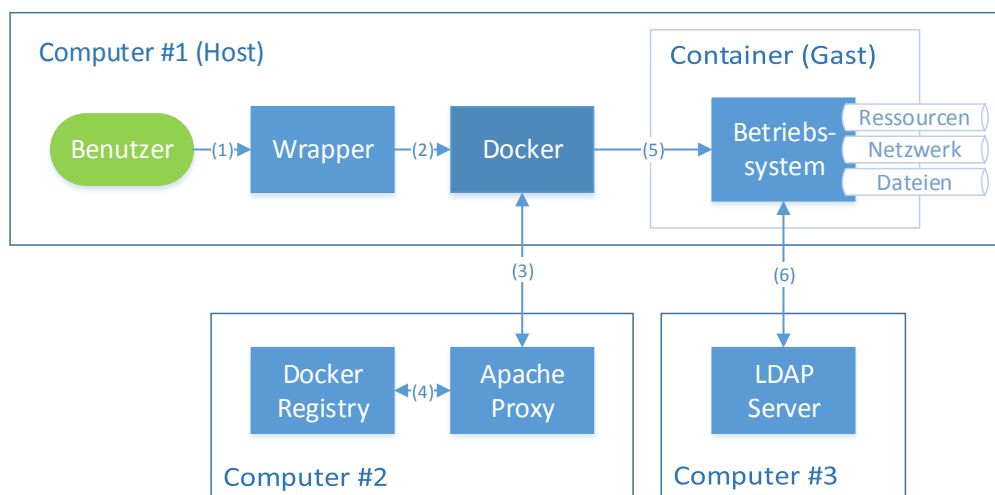 Computer #1 (Host)
Container (Gast)
Benutzer
(1)
Wrapper
(2)
Docker
(5)
Betriebs-
system
Ressourcen
Netzwerk
Dateien
(3)
(6)
Docker
Registry
(4)
Apache
Proxy
LDAP
Server
Computer #2
Computer #3